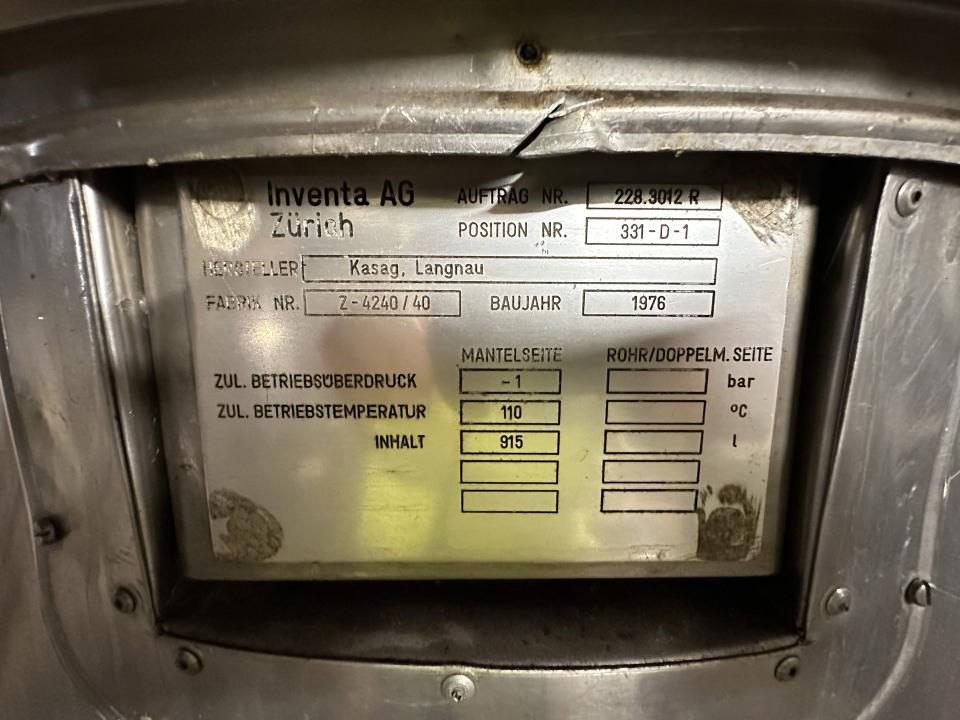 Inventa AG AUFTRAG NR. 228.3012 R
Zürich POSITION NR. 331-D-1
HERSTELLER Kasag, Langnau
FABRIK NR. Z-4240/40 BAUJAHR 1976
MANTELSEITE ROHR/DOPPELM. SEITE
ZUL. BETRIEBSÜBERDRUCK -1 bar
ZUL. BETRIEBSTEMPERATUR 110 °C
INHALT 915 l